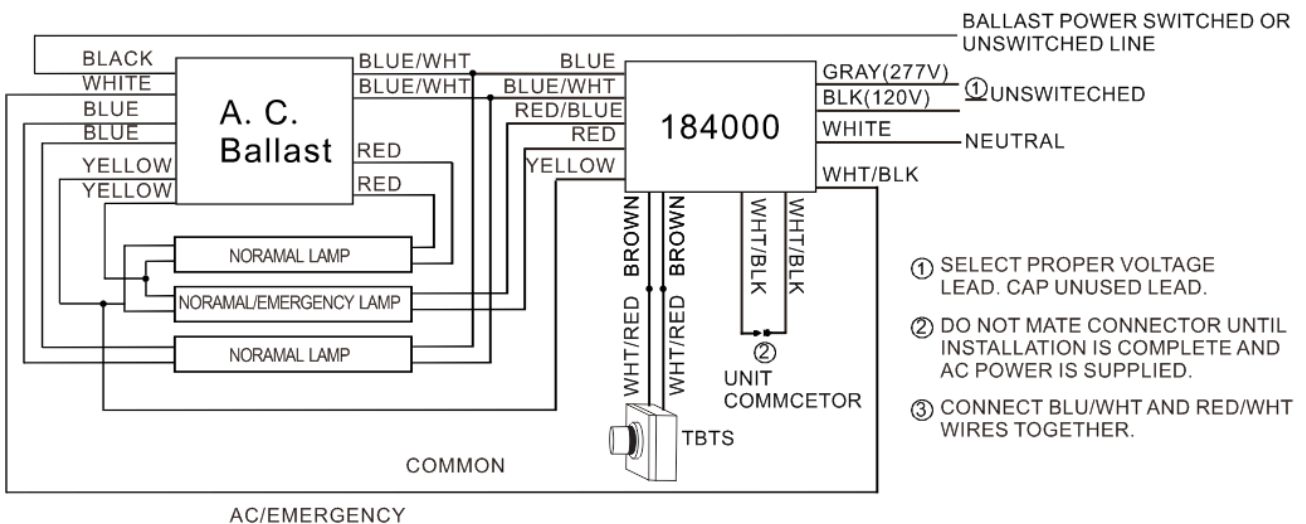 BALLAST POWER SWITCHED OR
UNSWITCHED LINE
BLACK
WHITE
BLUE
BLUE
YELLOW
YELLOW
A. C.
Ballast
BLUE/WHT
BLUE/WHT
RED
RED
BLUE
BLUE/WHT
RED/BLUE
RED
YELLOW
184000
GRAY(277V)
BLK(120V)
WHITE
WHT/BLK
①UNSWITECHED
NEUTRAL
NORAMAL LAMP
NORAMAL/EMERGENCY LAMP
NORAMAL LAMP
BROWN
BROWN
WHT/RED
WHT/RED
WHT/BLK
WHT/BLK
②
UNIT
COMMCETOR
TBTS
① SELECT PROPER VOLTAGE
LEAD. CAP UNUSED LEAD.
② DO NOT MATE CONNECTOR UNTIL
INSTALLATION IS COMPLETE AND
AC POWER IS SUPPLIED.
③ CONNECT BLU/WHT AND RED/WHT
WIRES TOGETHER.
COMMON
AC/EMERGENCY